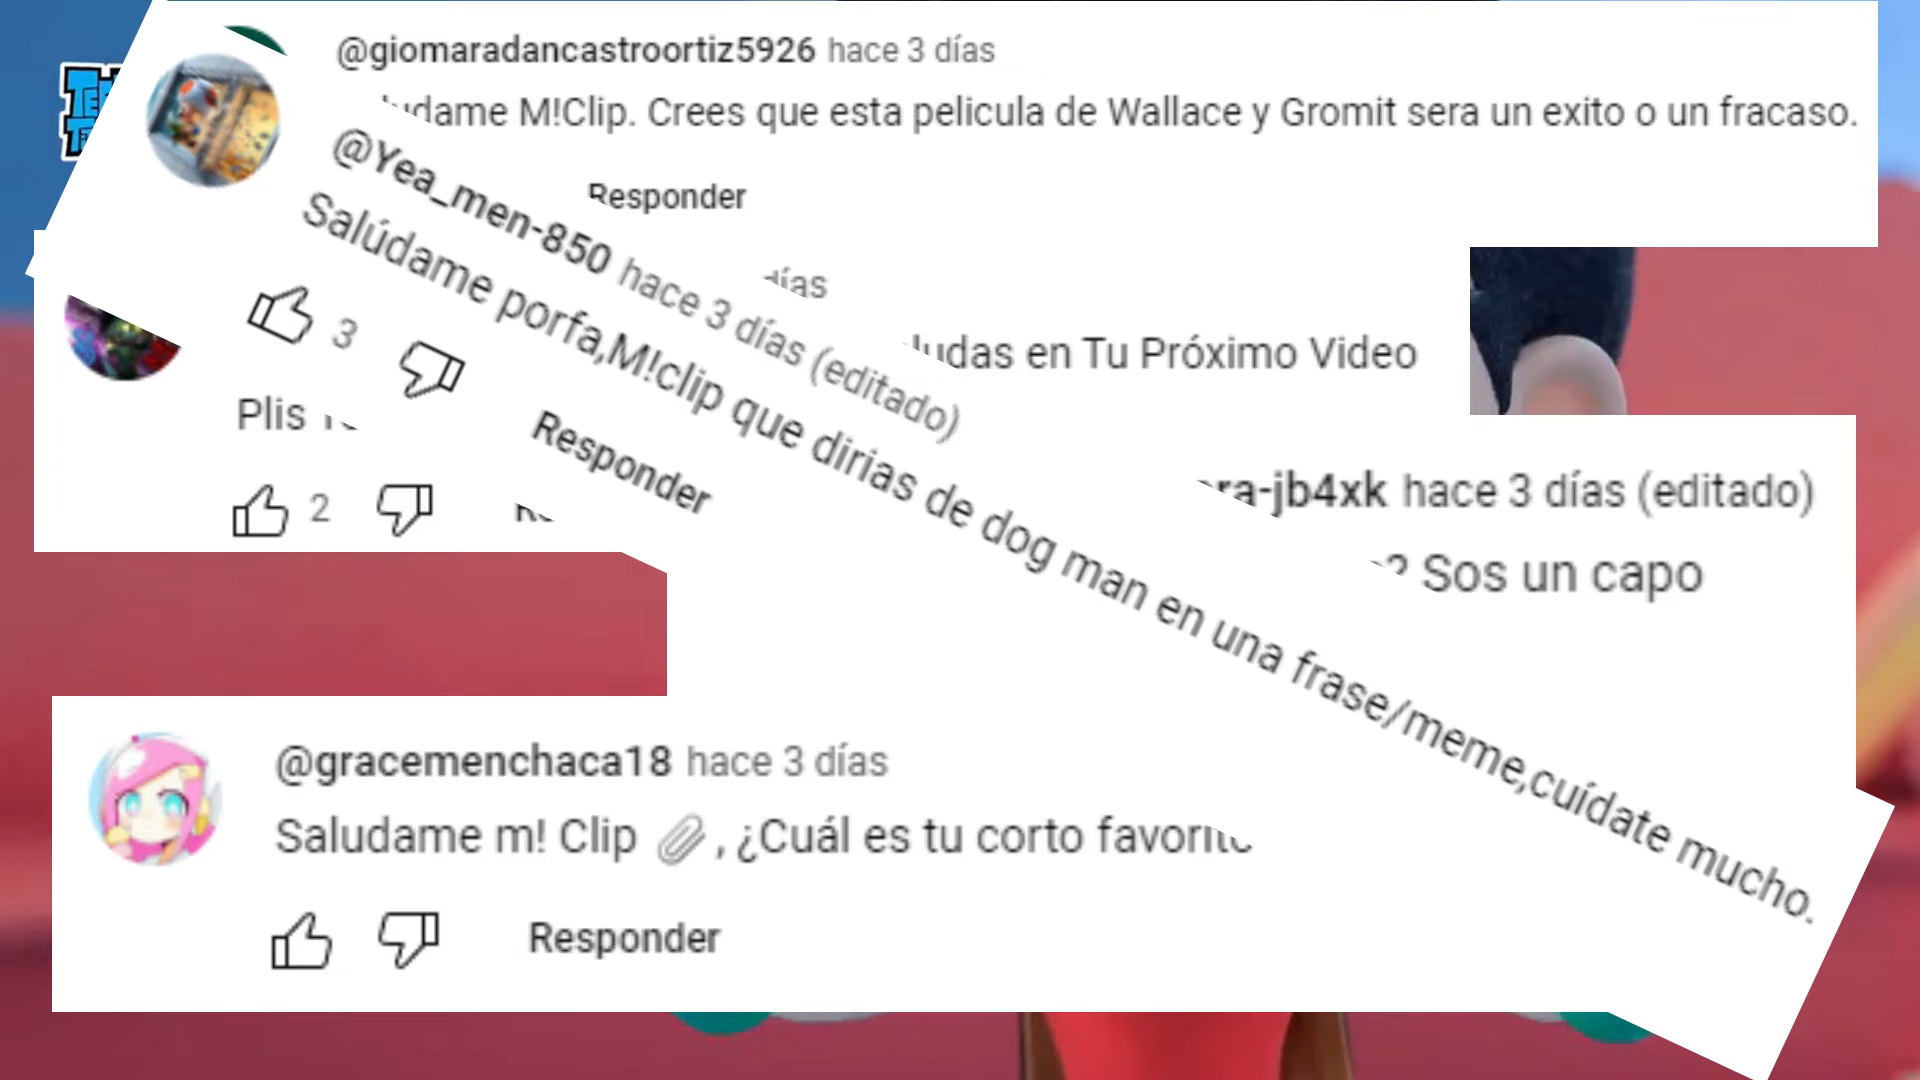 @giomaradancastroortiz5926 hace 3 días
M!Clip. Crees que esta pelicula de Wallace y Gromit sera un exito o un fracaso.
Responder
@Yea_men-850 hace 3 días (editado)
Salúdame porfa,M!clip que dirias de dog man en una frase/meme,cuídate mucho.
3
Responder
en Tu Próximo Video
Plis
2
hace 3 días (editado)
Sos un capo
@gracemenchaca18 hace 3 días
Saludame m! Clip 📎 , ¿Cuál es tu corto
Responder